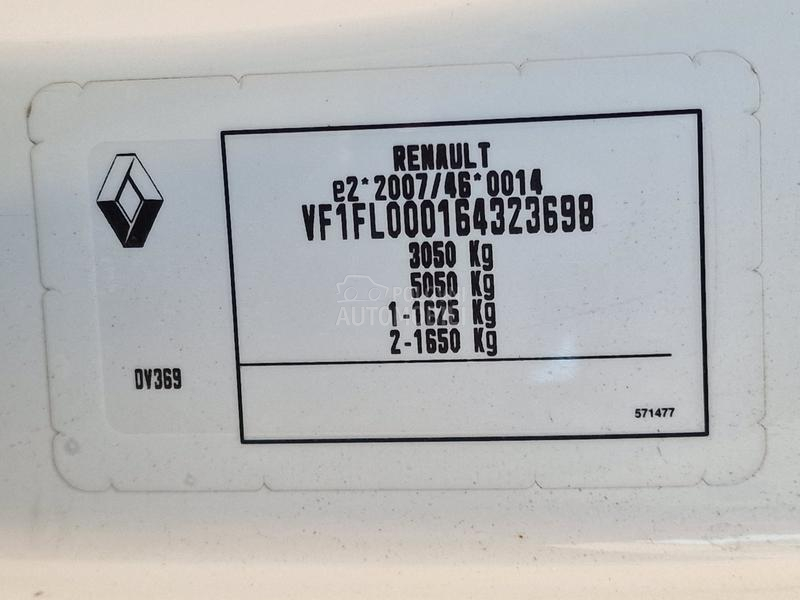 RENAULT
e2*2007/46*0014
VF1FL000164323698
3050 Kg
5050 Kg
1-1625 Kg
2-1650 Kg
DV369
571477